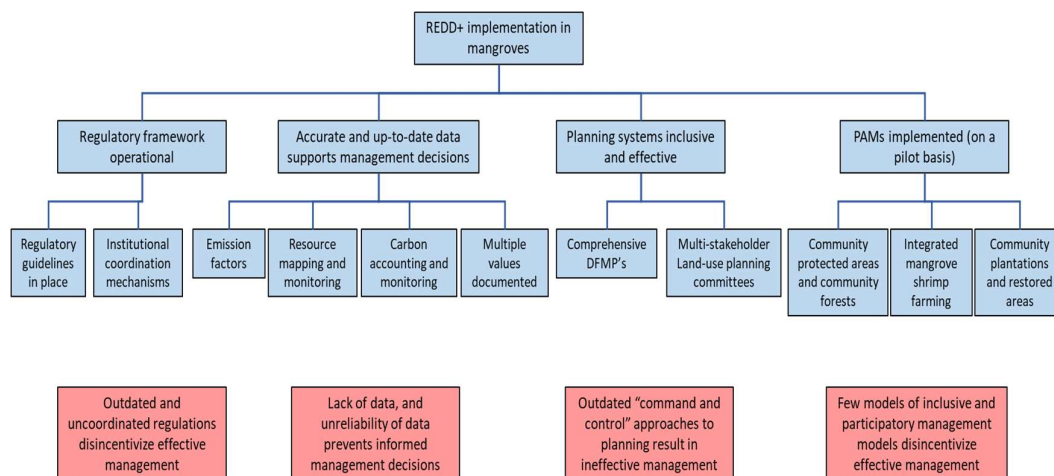 REDD+ implementation in
mangroves
Regulatory framework
operational
Accurate and up-to-date data
supports management decisions
Planning systems inclusive
and effective
PAMs implemented (on a
pilot basis)
Regulatory
guidelines
in place
Institutional
coordination
mechanisms
Emission
factors
Resource
mapping and
monitoring
Carbon
accounting and
monitoring
Multiple
values
documented
Comprehensive
DFMP's
Multi-stakeholder
Land-use planning
committees
Community
protected areas
and community
forests
Integrated
mangrove
shrimp
farming
Community
plantations
and restored
areas
Outdated and
uncoordinated regulations
disincentivize effective
management
Lack of data, and
unreliability of data
prevents informed
management decisions
Outdated “command and
control” approaches to
planning result in
ineffective management
Few models of inclusive and
participatory management
models disincentivize
effective management